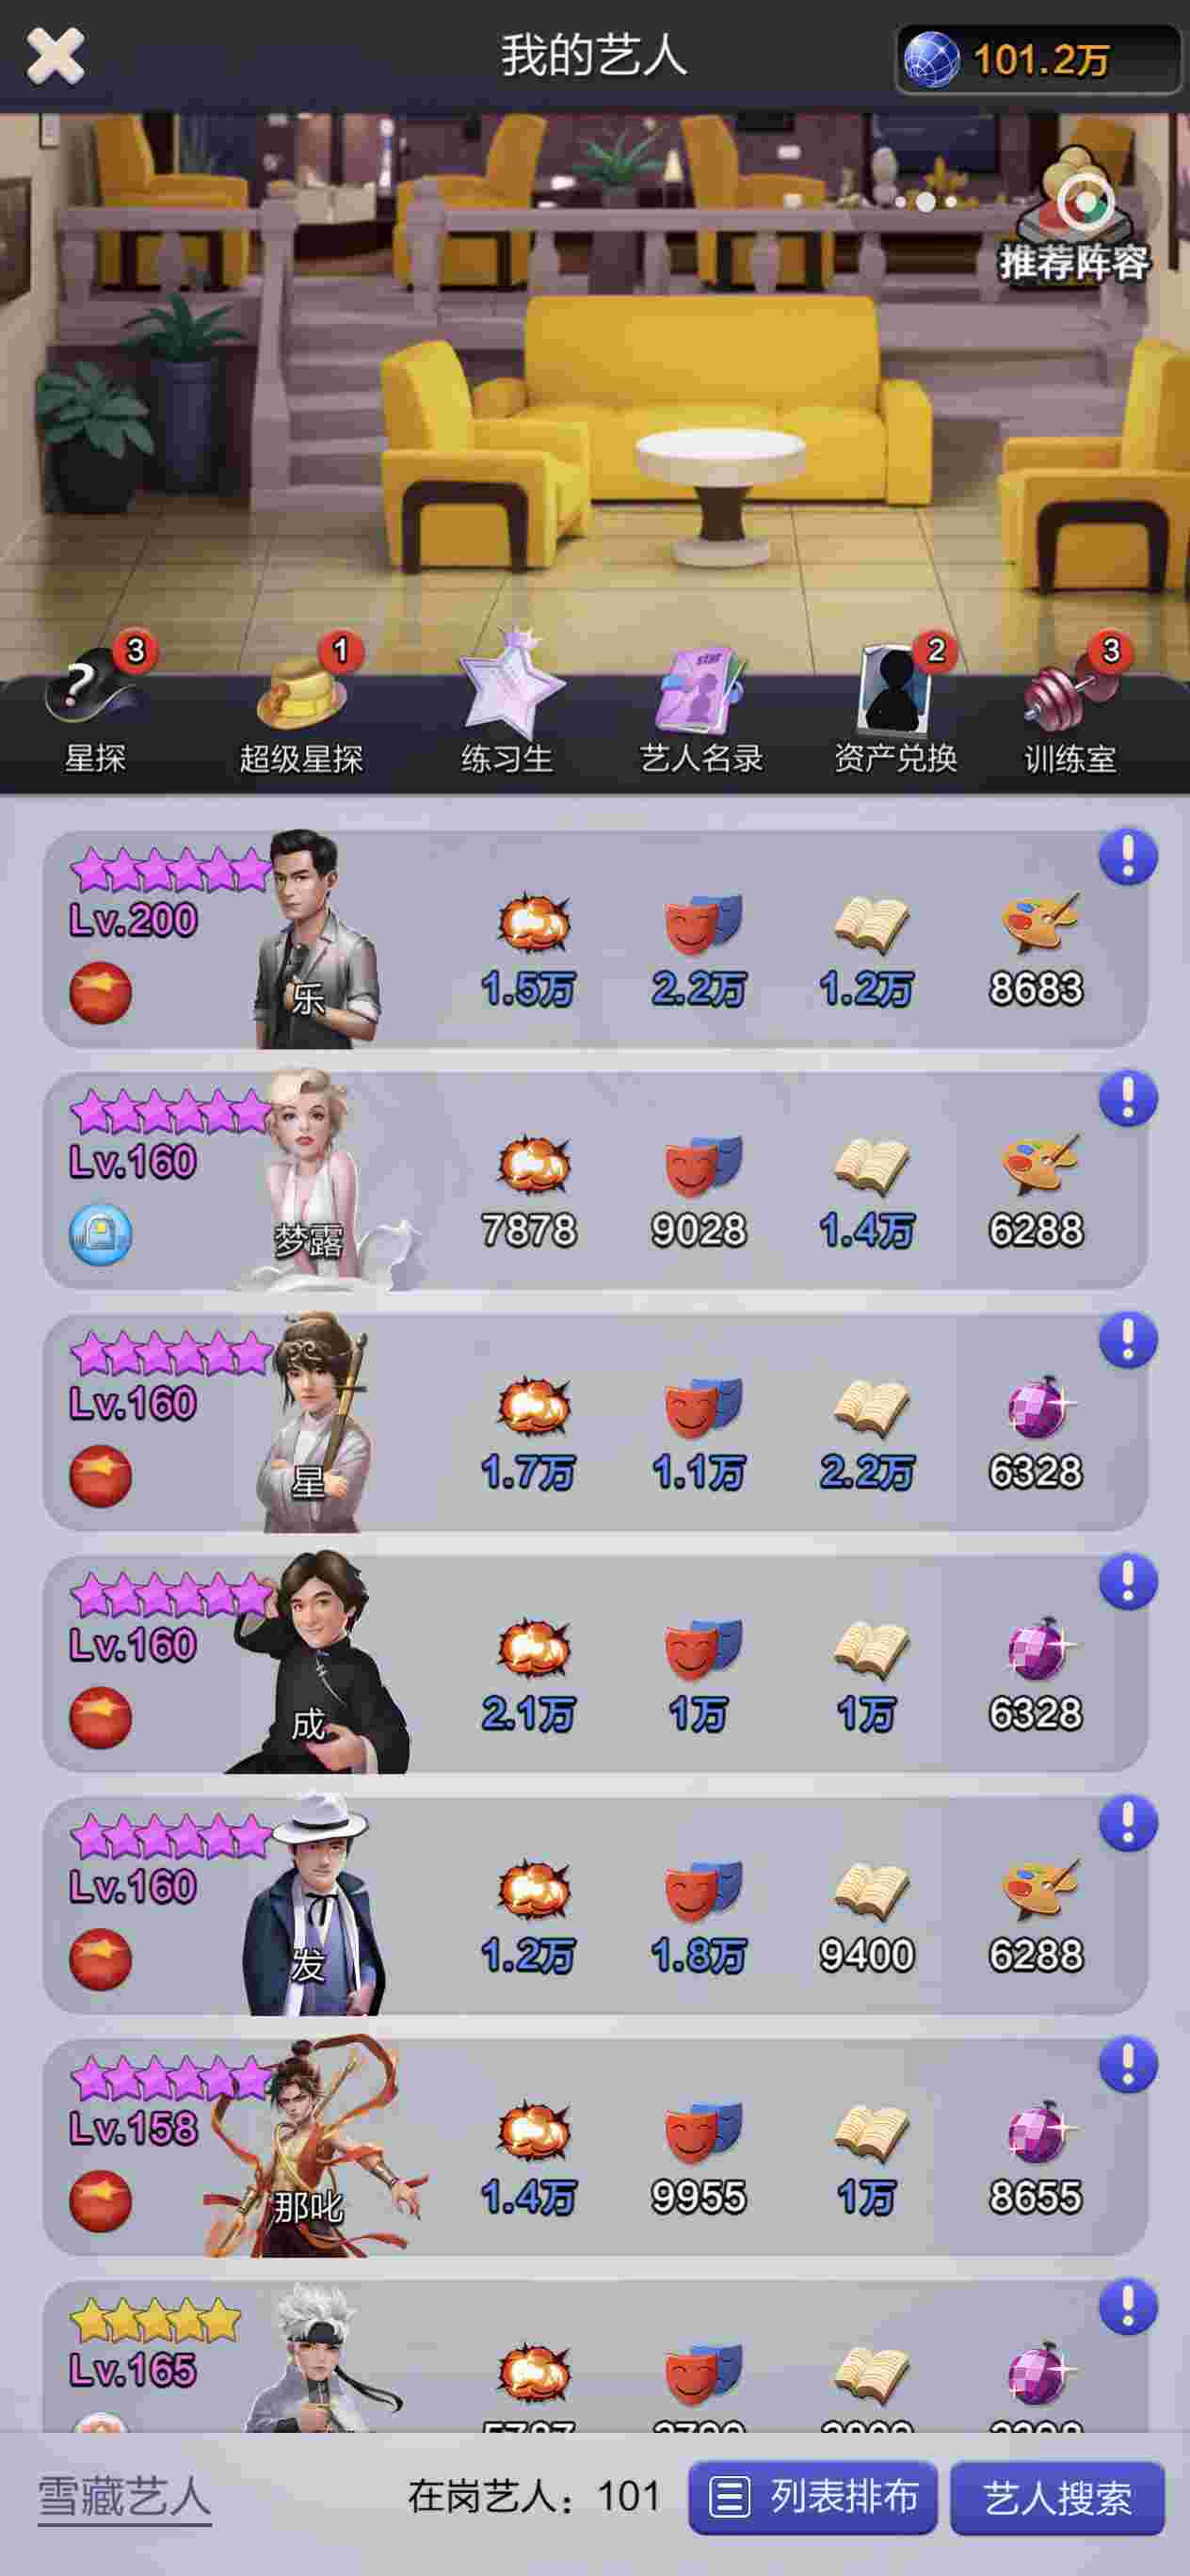 我的艺人
101.2万
推荐阵容
3
1
2
3
星探
超级星探
练习生
艺人名录
资产兑换
训练室
Lv.200
乐
1.5万
2.2万
1.2万
8683
Lv.160
梦露
7878
9028
1.4万
6288
Lv.160
星
1.7万
1.1万
2.2万
6328
Lv.160
成
2.1万
1万
1万
6328
Lv.160
发
1.2万
1.8万
9400
6288
Lv.158
那叱
1.4万
9955
1万
8655
Lv.165
雪藏艺人
在岗艺人：101
列表排布
艺人搜索